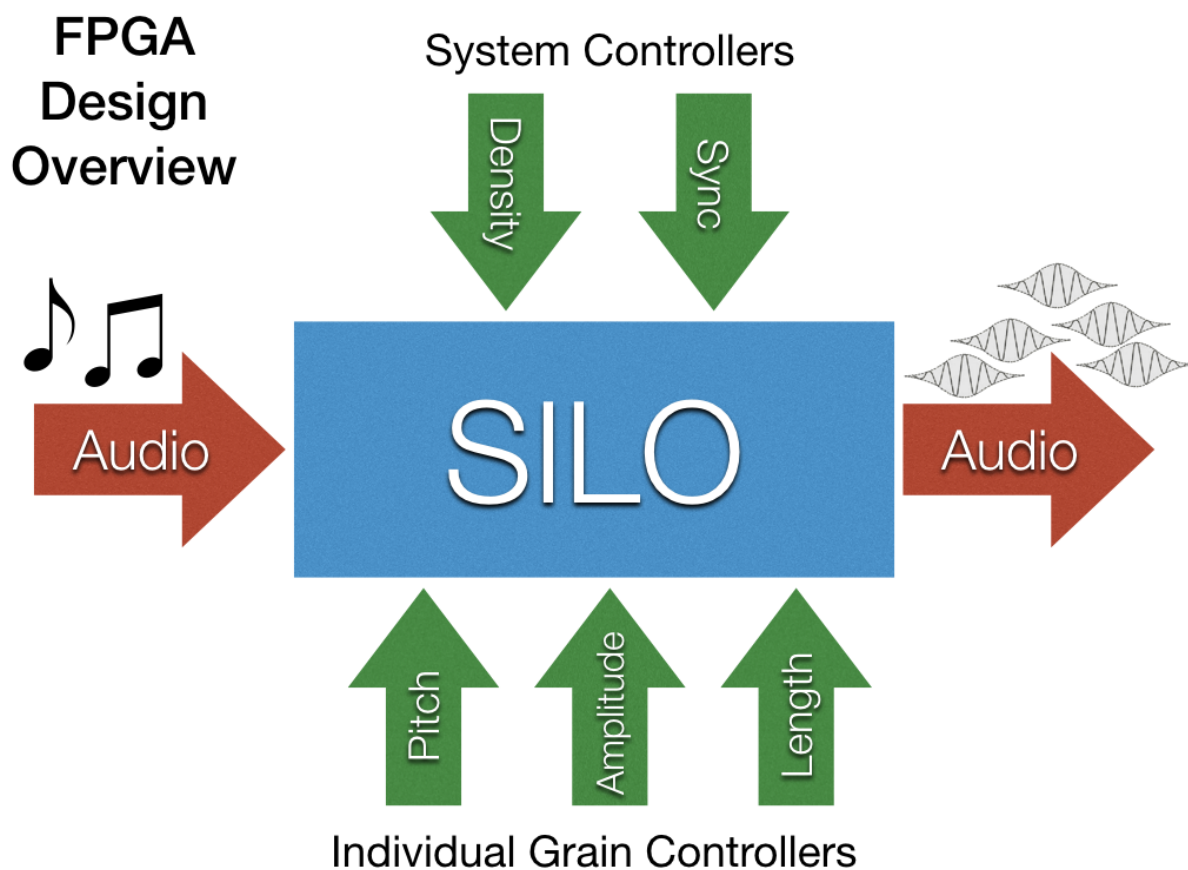 FPGA
Design
Overview
System Controllers
Density
Sync
Audio
SILO
Audio
Pitch
Amplitude
Length
Individual Grain Controllers